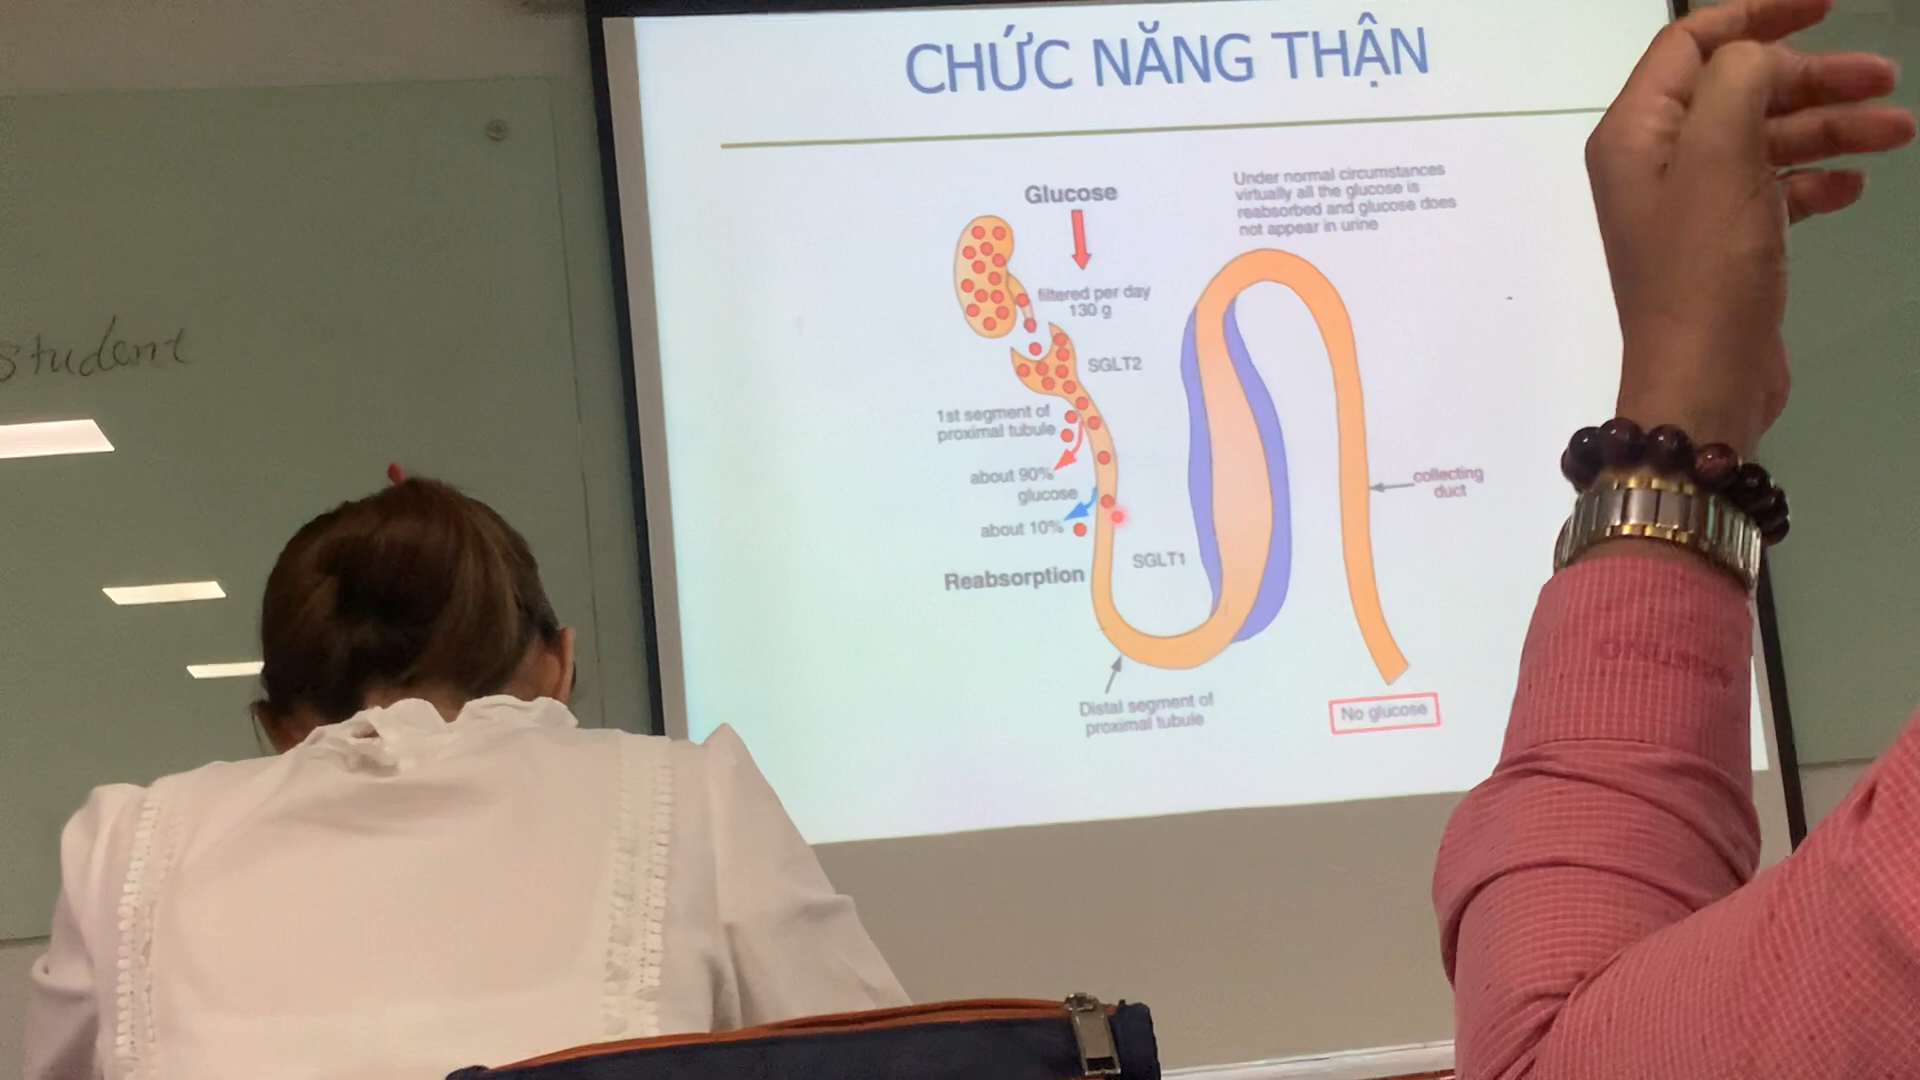 CHỨC NĂNG THẬN
Student
Glucose
Under normal circumstances
virtually all the glucose is
reabsorbed and glucose does
not appear in urine
filtered per day
130 g
SGLT2
1st segment of
proximal tubule
about 90%
glucose
about 10%
Reabsorption
SGLT1
collecting
duct
Distal segment of
proximal tubule
No glucose